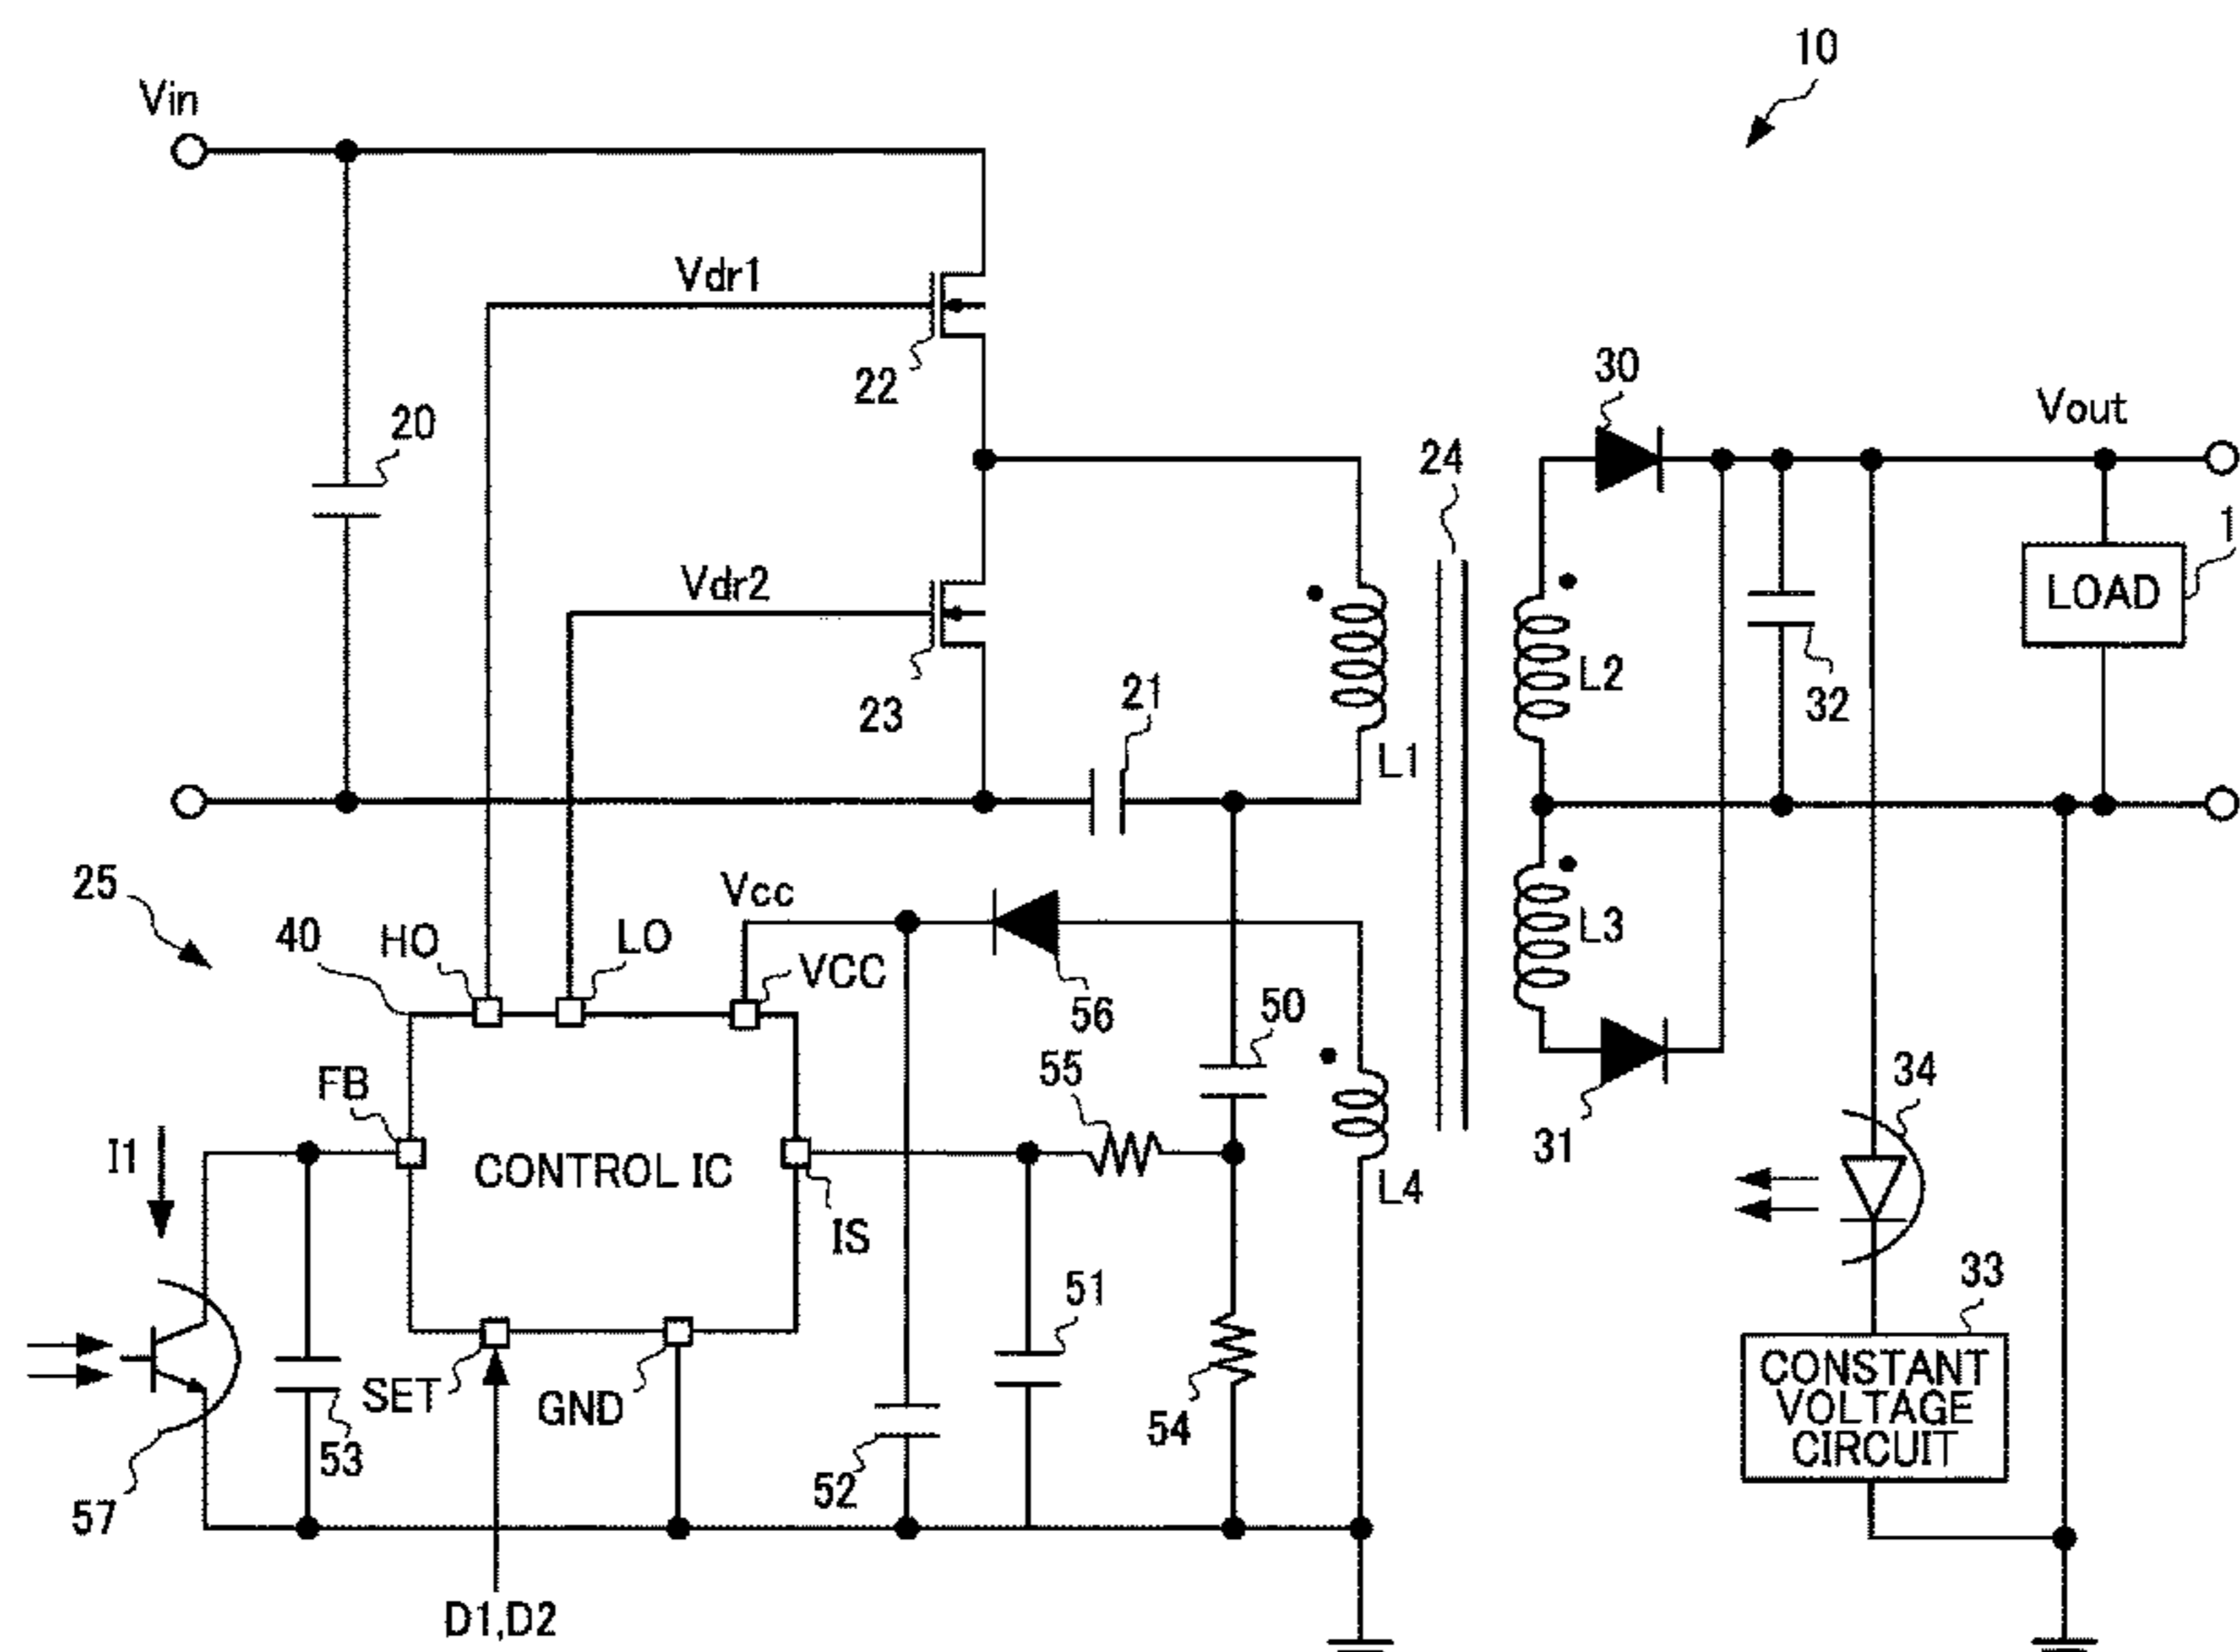 10
Vin
Vdr1
22
30
Vout
20
24
1
Vdr2
LOAD
L2
32
23
21
L1
25
Vcc
40
HO
LO
VCC
L3
56
50
55
34
FB
I1
CONTROL IC
31
L4
IS
51
33
SET
GND
54
CONSTANT
VOLTAGE
CIRCUIT
53
52
57
D1,D2